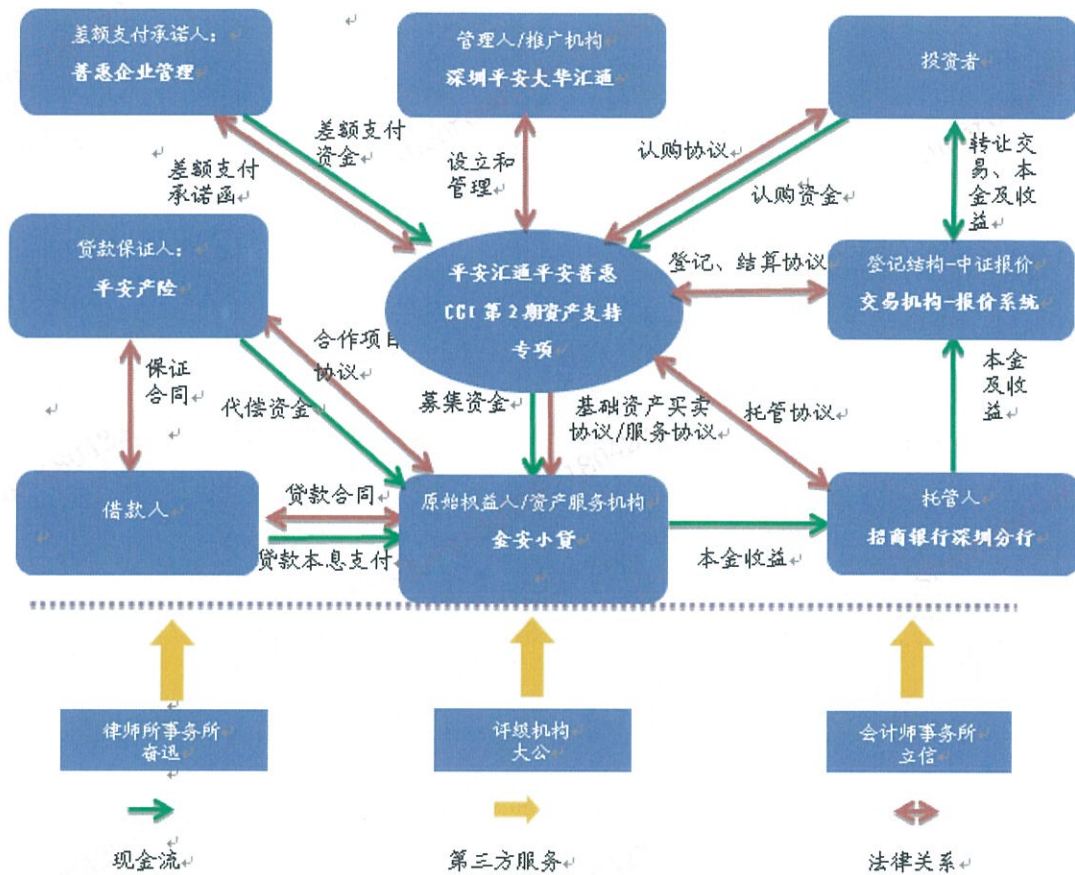 差额支付承诺人：
普惠企业管理
管理人/推广机构
深圳平安大华汇通
投资者
差额支付
资金
差额支付
承诺函
设立和
管理
认购协议
认购资金
转让交
易、本
金及收
益
贷款保证人：
平安产险
平安汇通平安普惠
CCI 第 2 期资产支持
专项
登记、结算协议
登记结构-中证报价
交易机构-报价系统
保证
合同
合作项目
协议
代偿资金
募集资金
基础资产买卖
协议/服务协议
托管协议
本金
及收
益
借款人
贷款合同
贷款本息支付
原始权益人/资产服务机构
金安小贷
本金收益
托管人
招商银行深圳分行
律师所事务所
奋迅
评级机构
大公
会计师事务所
立信
现金流
第三方服务
法律关系